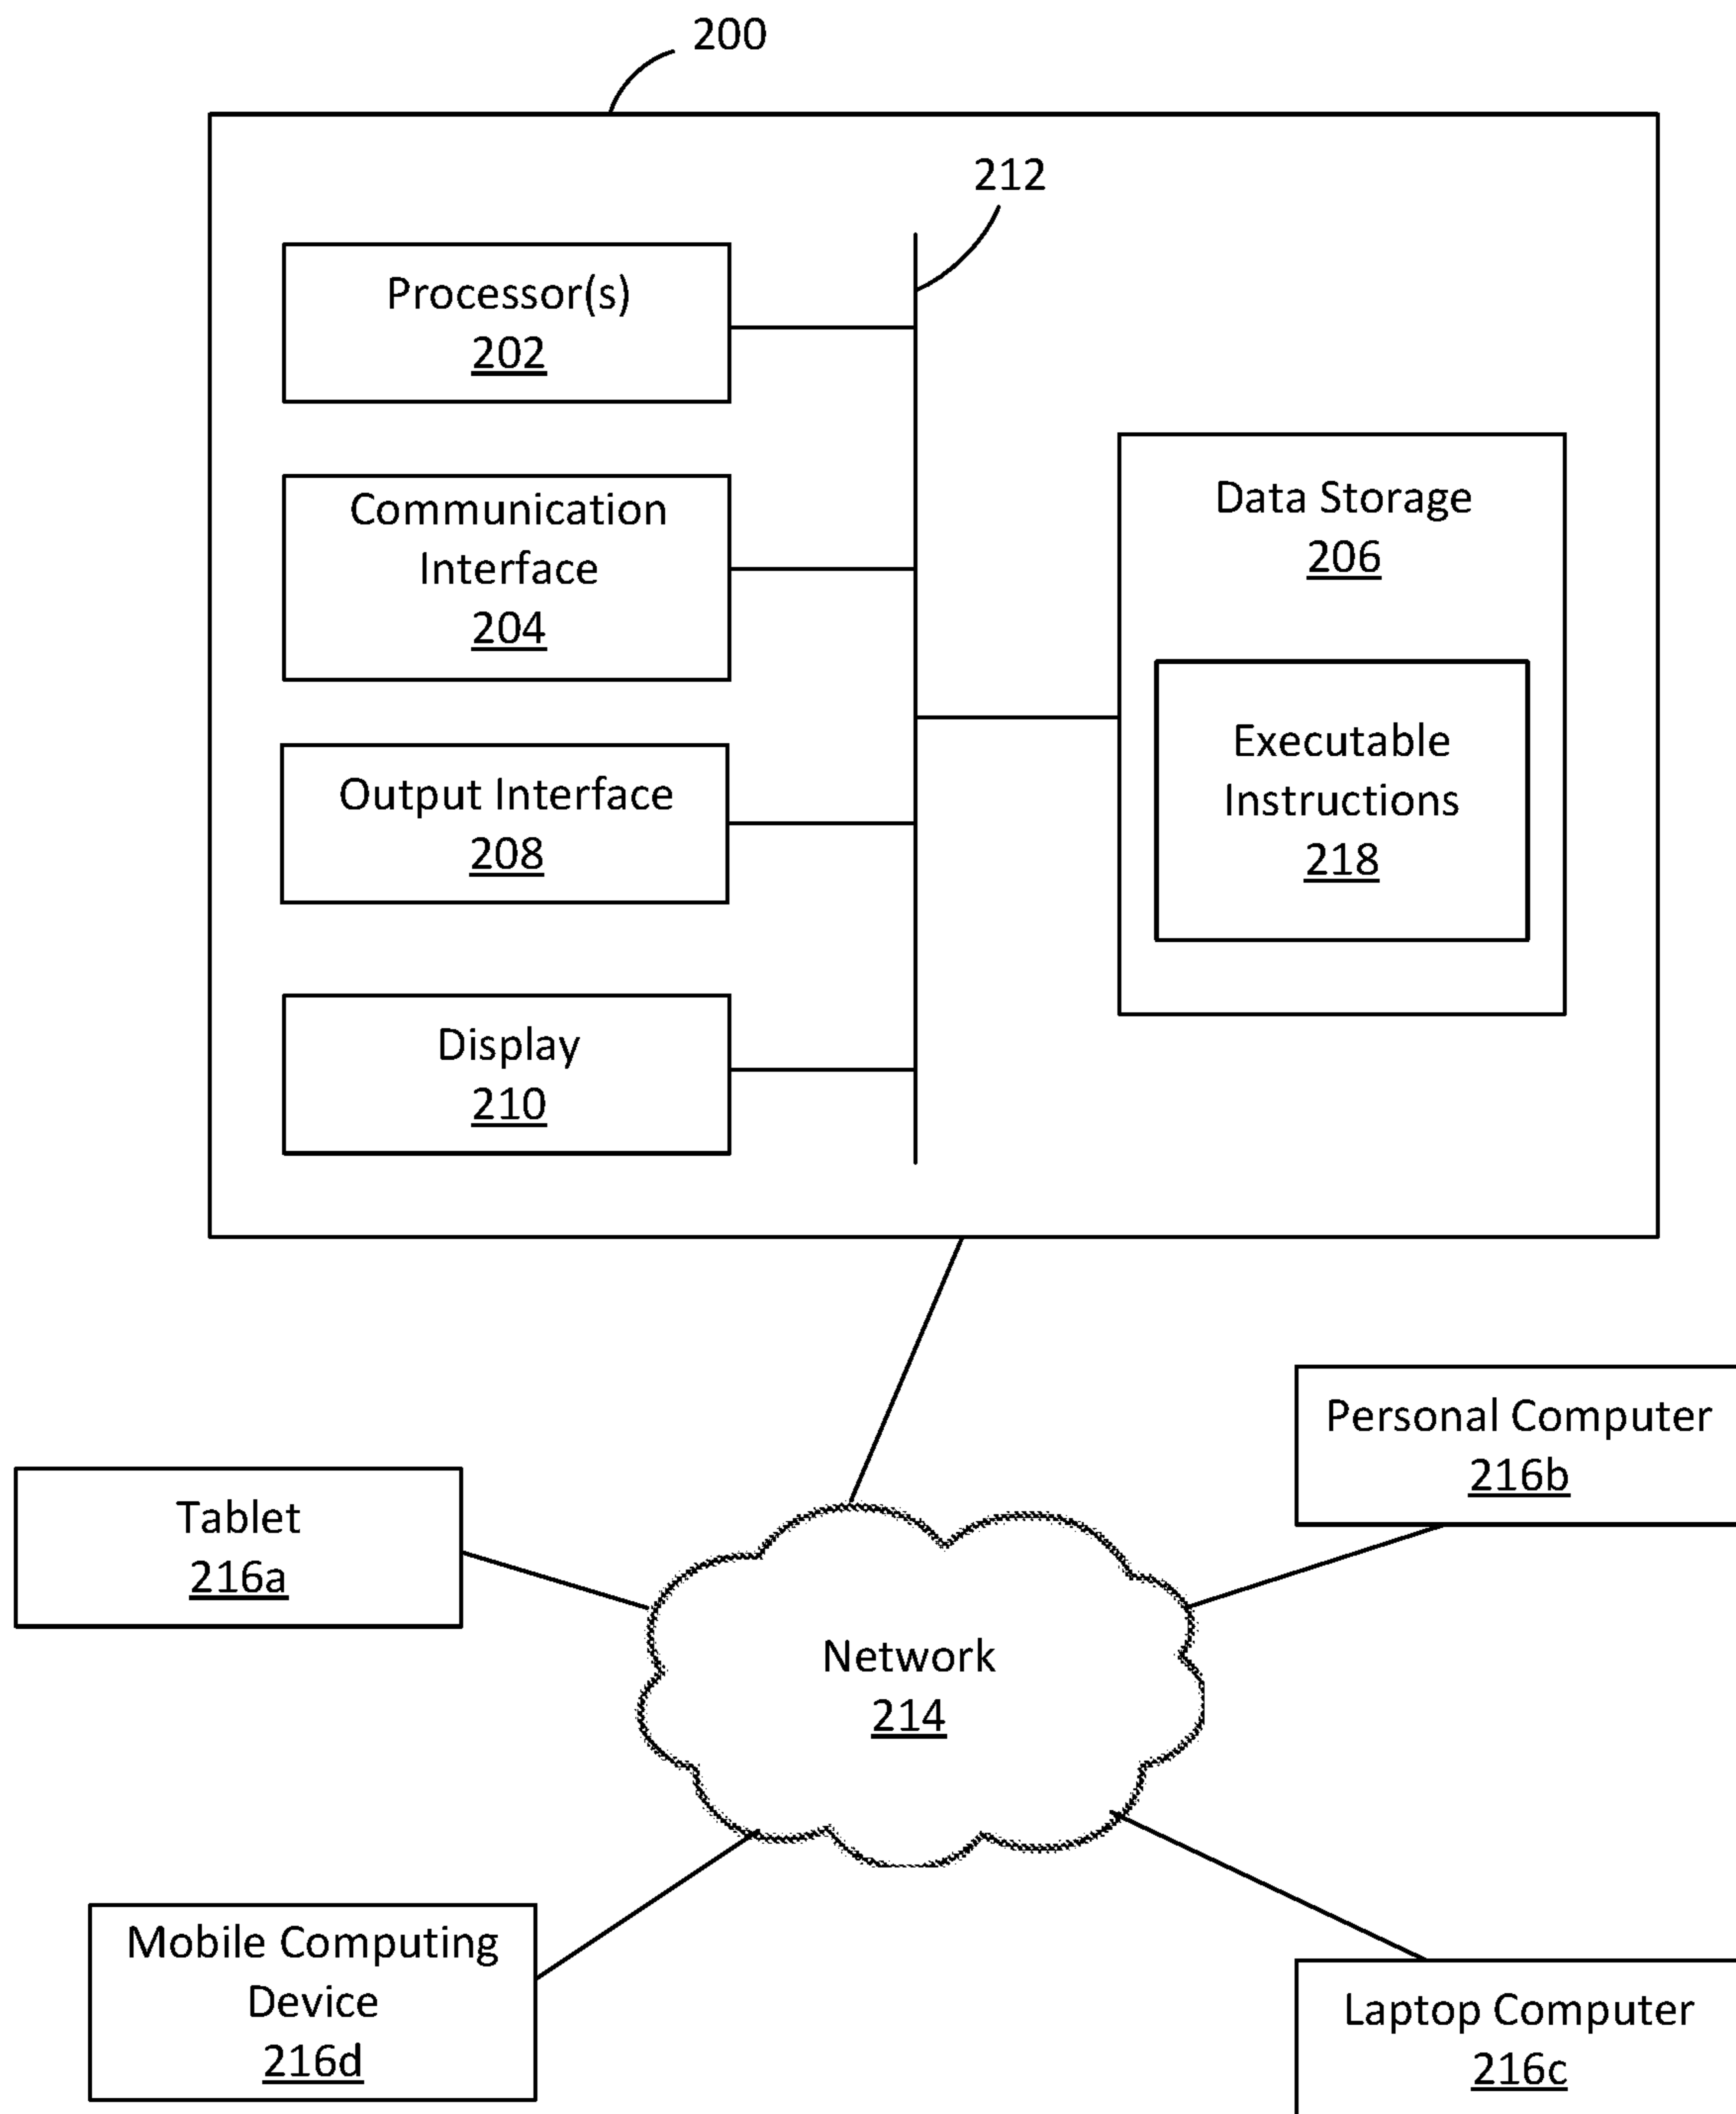 200
212
Processor(s)
202
Communication
Interface
204
Output Interface
208
Display
210
Data Storage
206
Executable
Instructions
218
Personal Computer
216b
Tablet
216a
Network
214
Mobile Computing
Device
216d
Laptop Computer
216c